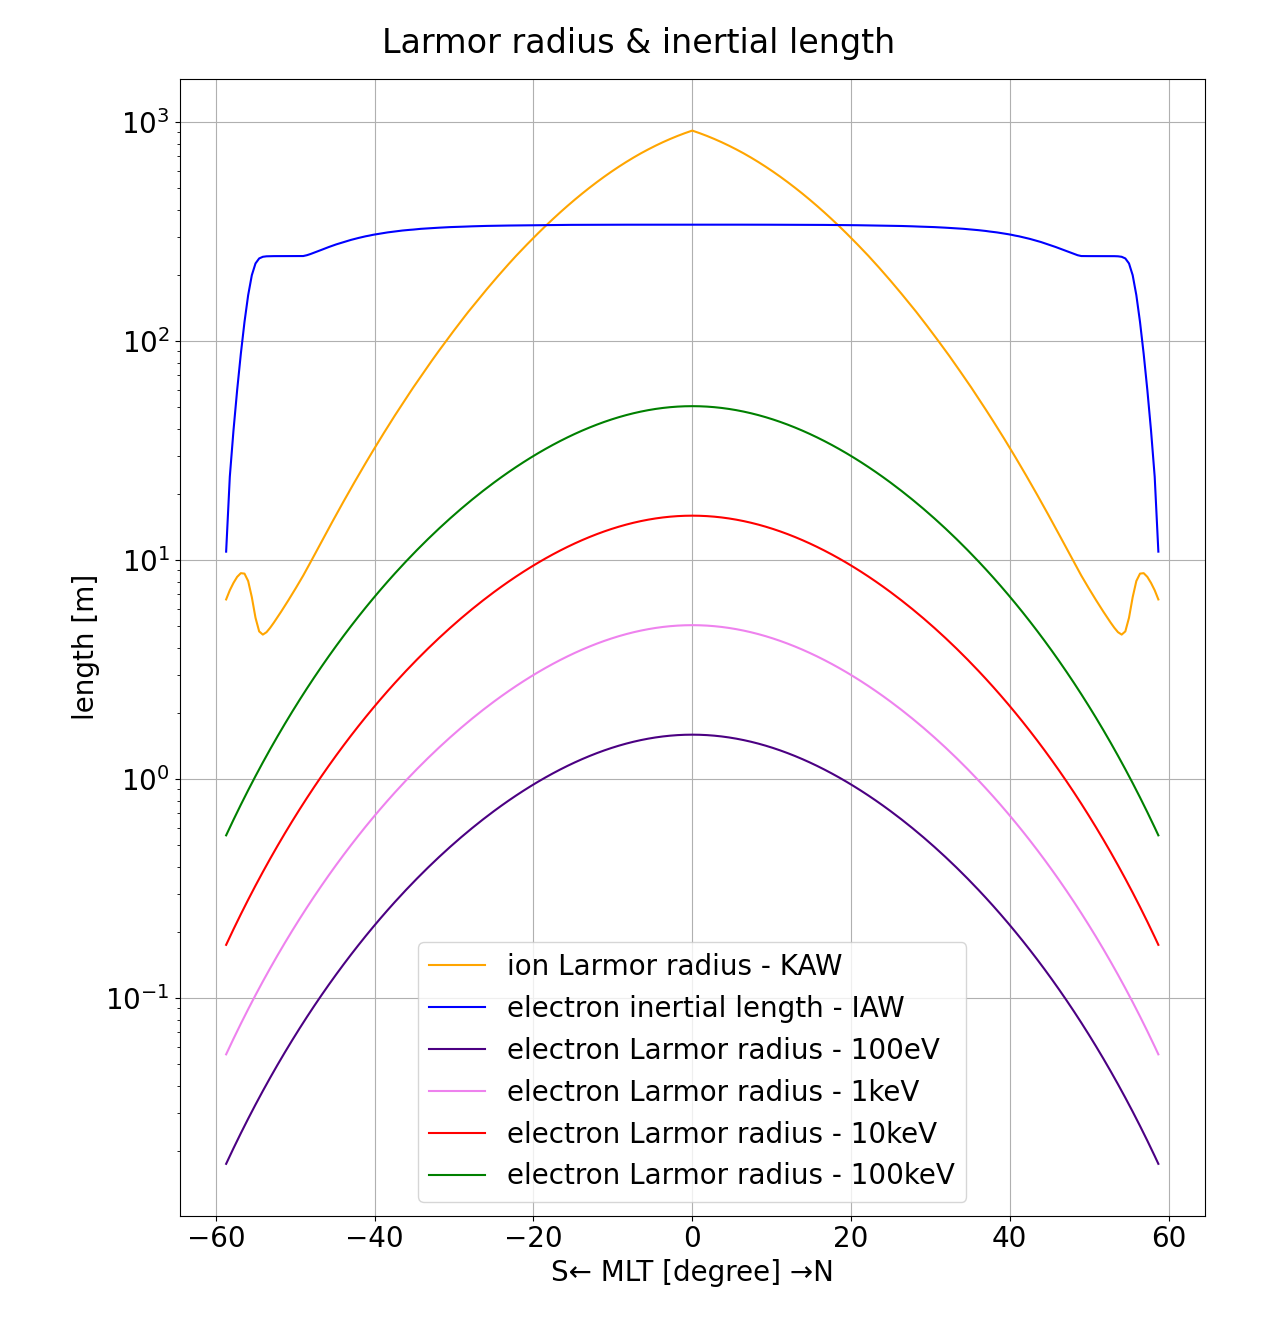 Larmor radius & inertial length
10³
10²
10¹
10⁰
10⁻¹
length [m]
ion Larmor radius - KAW
electron inertial length - IAW
electron Larmor radius - 100eV
electron Larmor radius - 1keV
electron Larmor radius - 10keV
electron Larmor radius - 100keV
−60 −40 −20 0 20 40 60
S← MLT [degree] →N